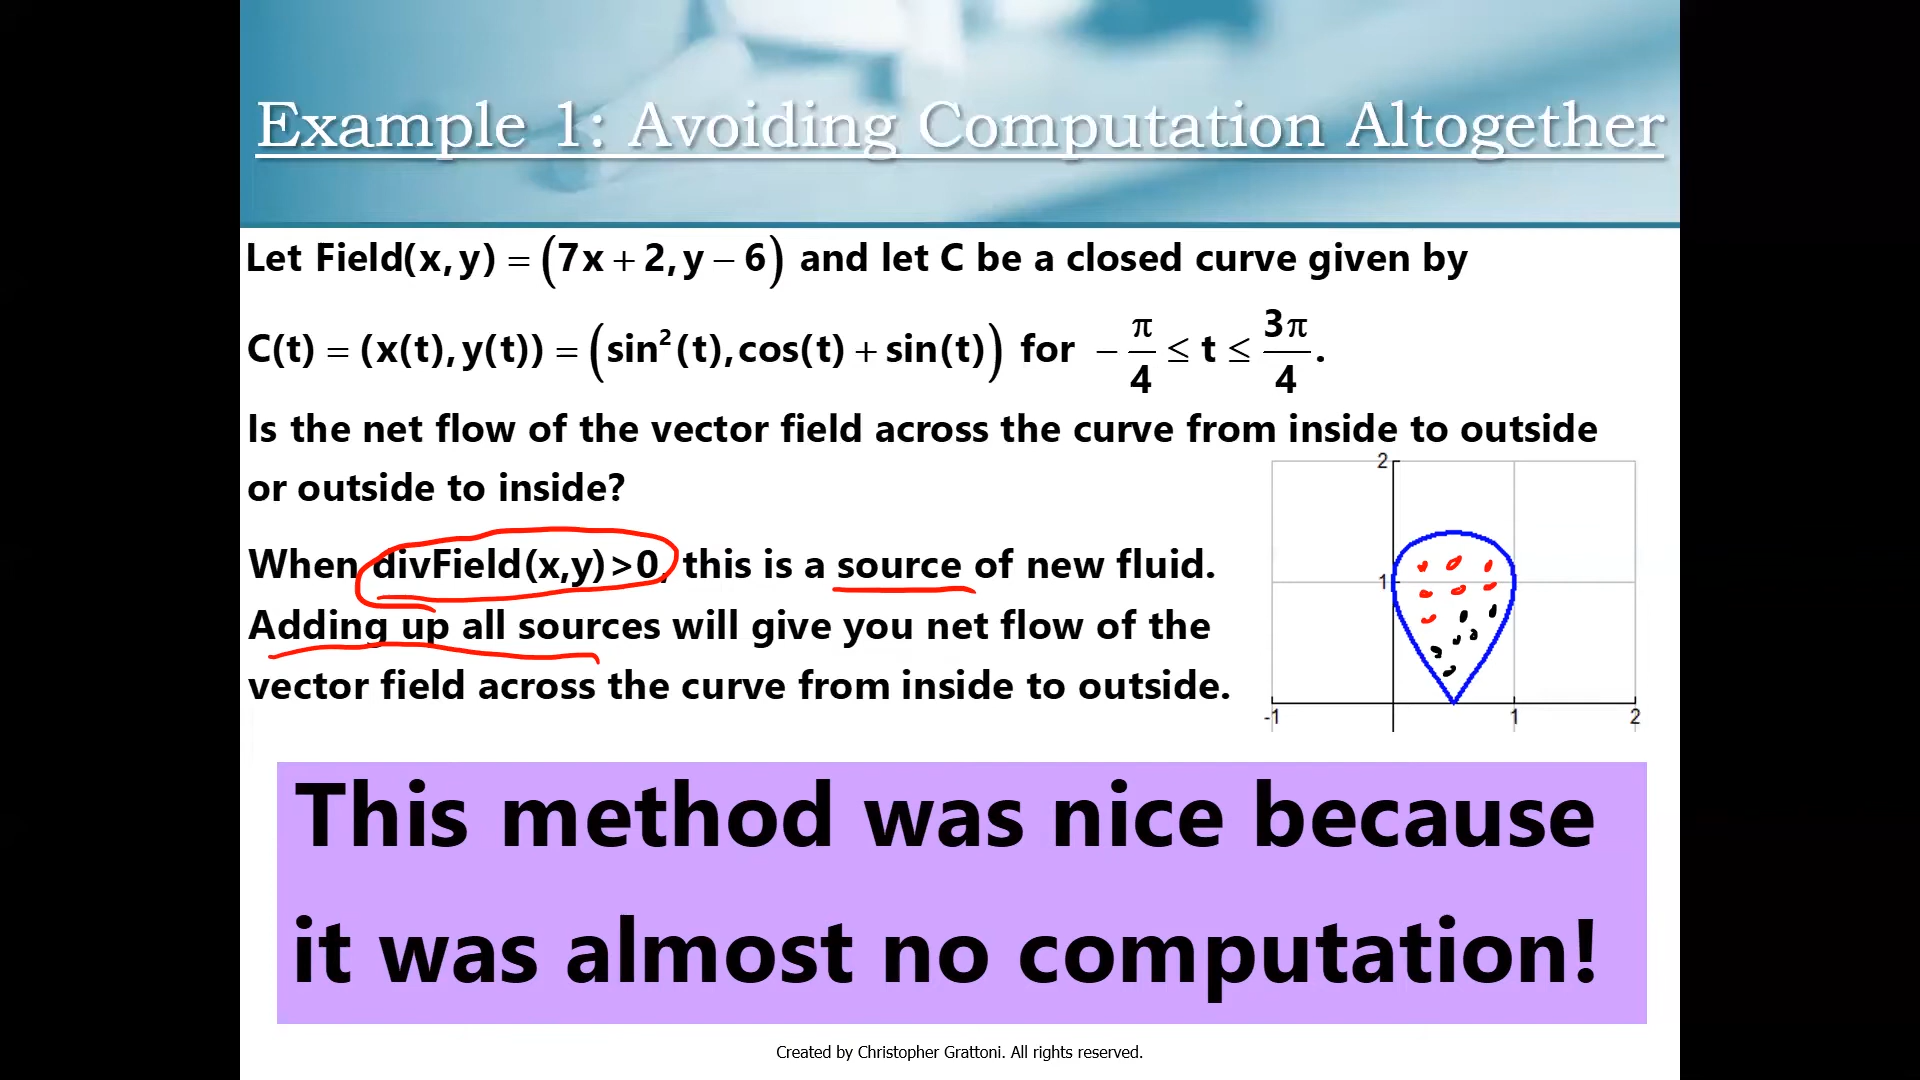 Example 1: Avoiding Computation Altogether
Let Field(x,y) = (7x + 2, y − 6) and let C be a closed curve given by
C(t) = (x(t), y(t)) = (sin²(t), cos(t) + sin(t)) for −π/4 ≤ t ≤ 3π/4.
Is the net flow of the vector field across the curve from inside to outside
or outside to inside?
When divField(x,y)>0, this is a source of new fluid.
Adding up all sources will give you net flow of the
vector field across the curve from inside to outside.
2
1
-1 1 2
This method was nice because
it was almost no computation!
Created by Christopher Grattoni. All rights reserved.